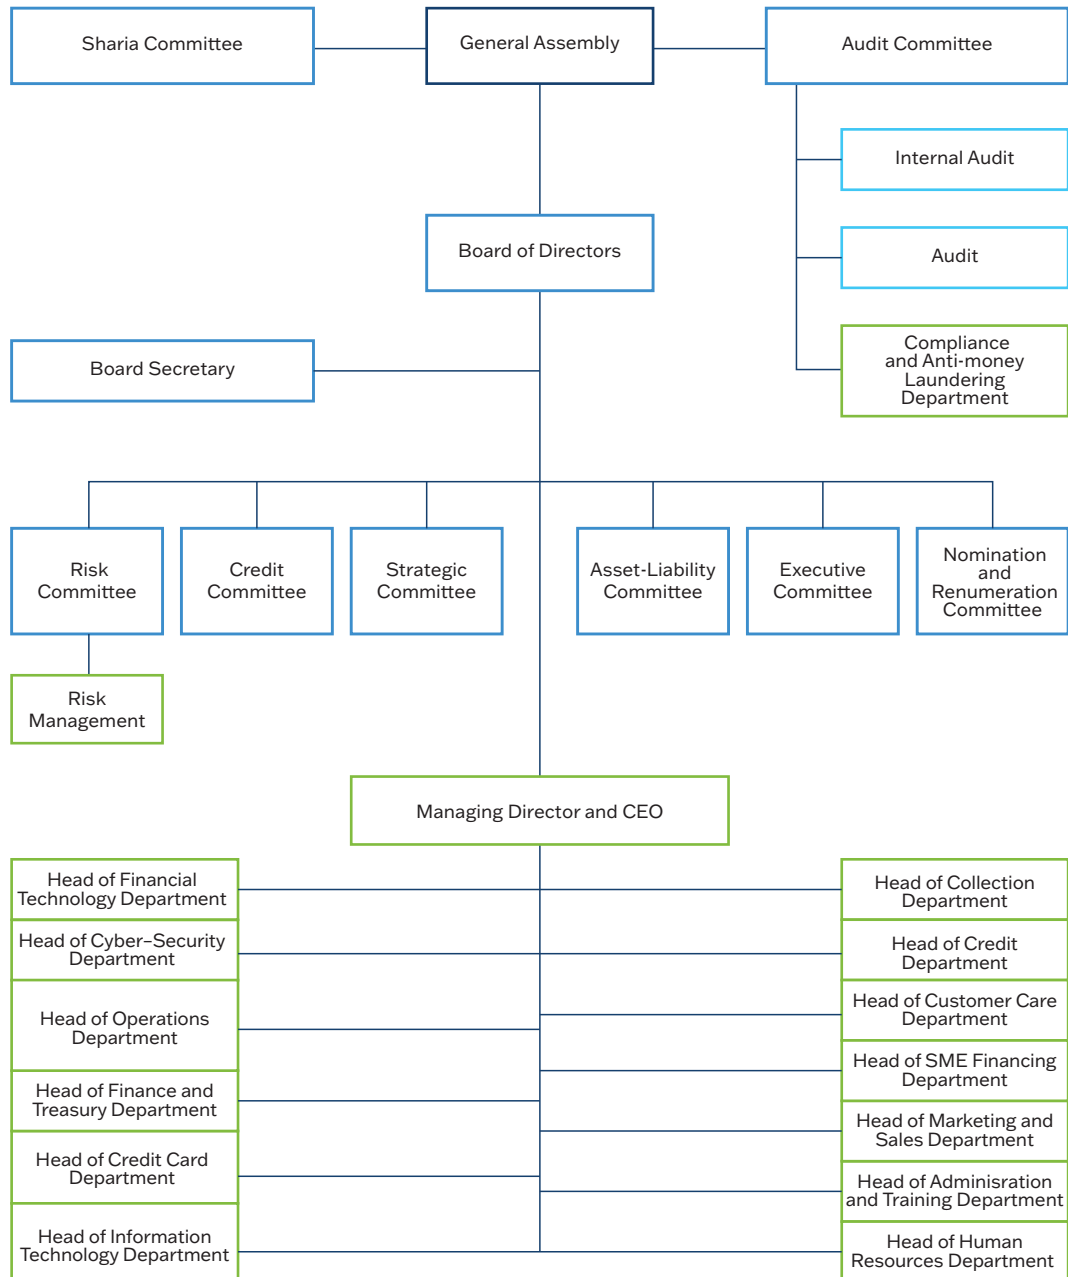 Sharia Committee
General Assembly
Audit Committee
Internal Audit
Board of Directors
Audit
Board Secretary
Compliance
and Anti-money
Laundering
Department
Risk
Committee
Credit
Committee
Strategic
Committee
Asset-Liability
Committee
Executive
Committee
Nomination
and
Renumeration
Committee
Risk
Management
Managing Director and CEO
Head of Financial
Technology Department
Head of Cyber–Security
Department
Head of Operations
Department
Head of Finance and
Treasury Department
Head of Credit Card
Department
Head of Information
Technology Department
Head of Collection
Department
Head of Credit
Department
Head of Customer Care
Department
Head of SME Financing
Department
Head of Marketing and
Sales Department
Head of Adminisration
and Training Department
Head of Human
Resources Department